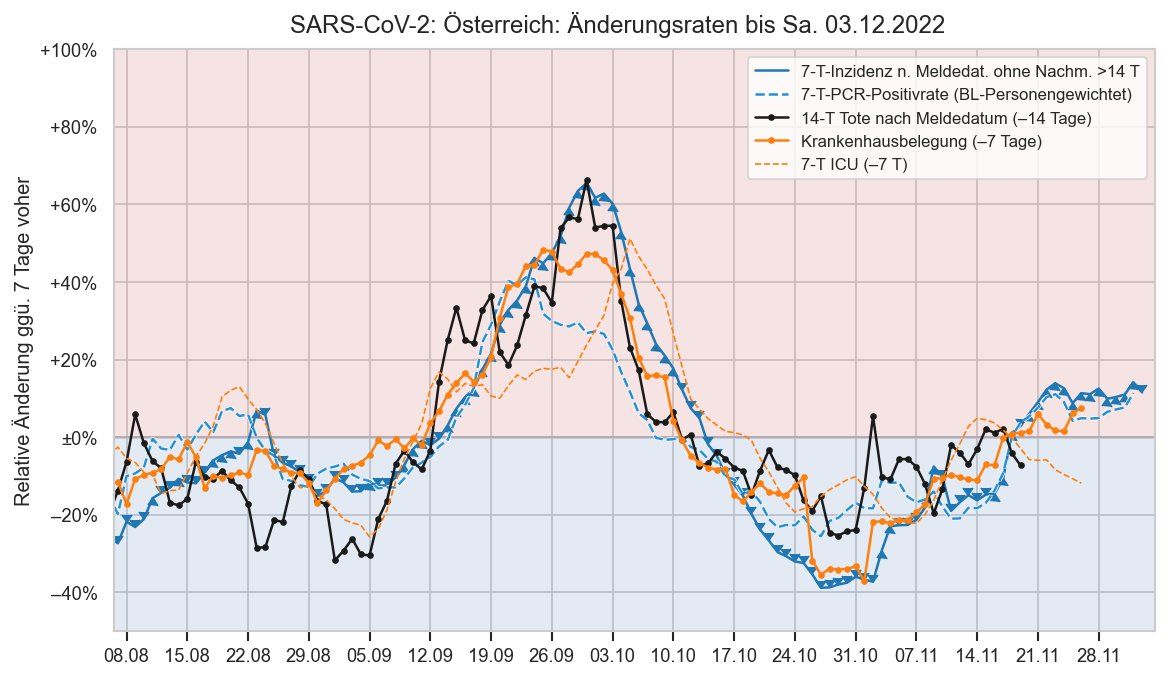 SARS-CoV-2: Österreich: Änderungsraten bis Sa. 03.12.2022
Relative Änderung ggü. 7 Tage voher
+100%
+80%
+60%
+40%
+20%
±0%
–20%
–40%
7-T-Inzidenz n. Meldedat. ohne Nachm. >14 T
7-T-PCR-Positivrate (BL-Personengewichtet)
14-T Tote nach Meldedatum (–14 Tage)
Krankenhausbelegung (–7 Tage)
7-T ICU (–7 T)
08.08 15.08 22.08 29.08 05.09 12.09 19.09 26.09 03.10 10.10 17.10 24.10 31.10 07.11 14.11 21.11 28.11